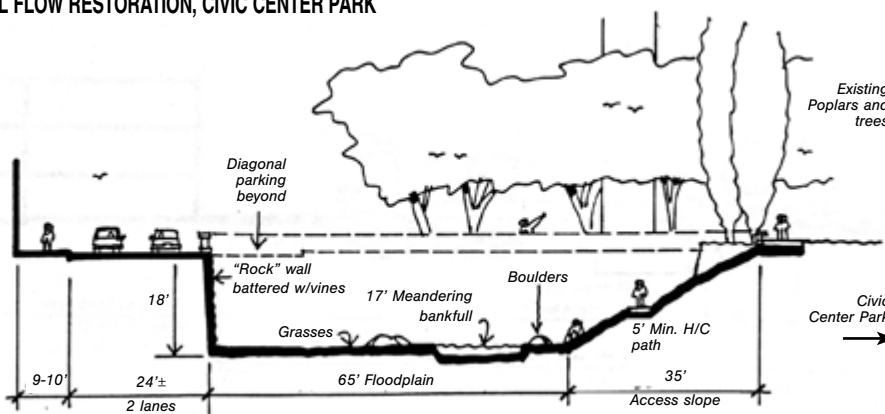 L FLOW RESTORATION, CIVIC CENTER PARK
Existing
Poplars and
trees
Diagonal
parking
beyond
"Rock" wall
battered w/vines
18'
17' Meandering
bankfull
Boulders
Grasses
5' Min. H/C
path
Civic
Center Park
9-10'
24'±
2 lanes
65' Floodplain
35'
Access slope